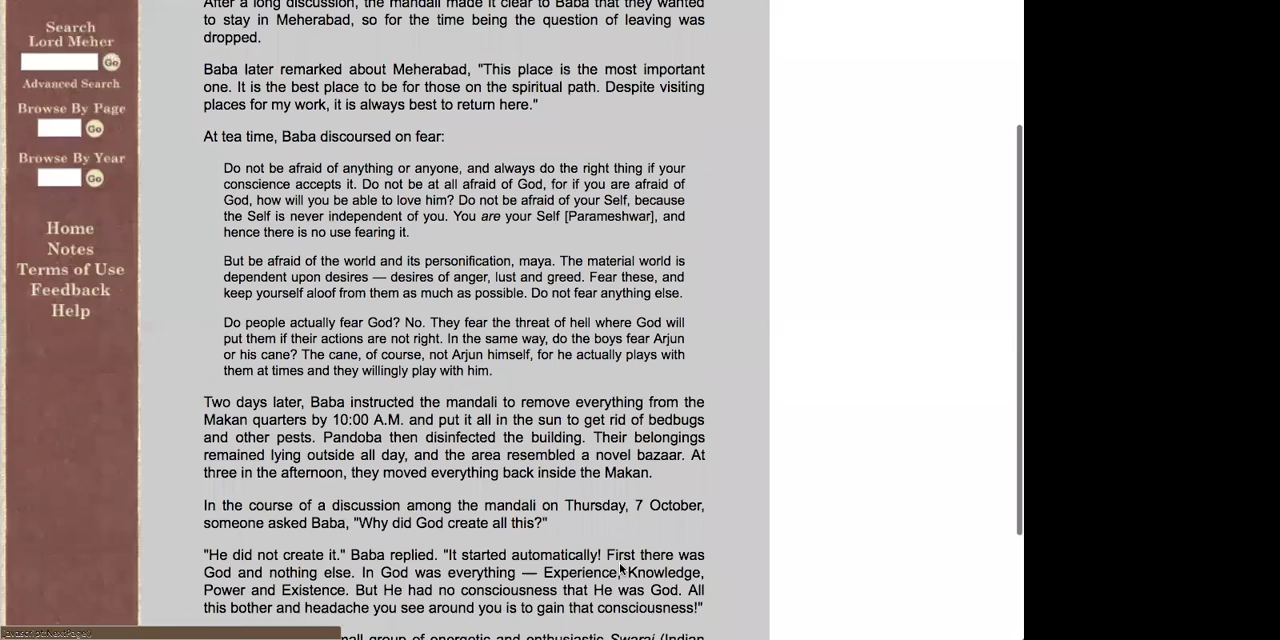 Search
Lord Meher
Go
Advanced Search
Browse By Page
Go
Browse By Year
Go
Home
Notes
Terms of Use
Feedback
Help
After a long discussion, the mandali made it clear to Baba that they wanted
to stay in Meherabad, so for the time being the question of leaving was
dropped.
Baba later remarked about Meherabad, "This place is the most important
one. It is the best place to be for those on the spiritual path. Despite visiting
places for my work, it is always best to return here."
At tea time, Baba discoursed on fear:
Do not be afraid of anything or anyone, and always do the right thing if your
conscience accepts it. Do not be at all afraid of God, for if you are afraid of
God, how will you be able to love him? Do not be afraid of your Self, because
the Self is never independent of you. You are your Self [Parameshwar], and
hence there is no use fearing it.
But be afraid of the world and its personification, maya. The material world is
dependent upon desires — desires of anger, lust and greed. Fear these, and
keep yourself aloof from them as much as possible. Do not fear anything else.
Do people actually fear God? No. They fear the threat of hell where God will
put them if their actions are not right. In the same way, do the boys fear Arjun
or his cane? The cane, of course, not Arjun himself, for he actually plays with
them at times and they willingly play with him.
Two days later, Baba instructed the mandali to remove everything from the
Makan quarters by 10:00 A.M. and put it all in the sun to get rid of bedbugs
and other pests. Pandoba then disinfected the building. Their belongings
remained lying outside all day, and the area resembled a novel bazaar. At
three in the afternoon, they moved everything back inside the Makan.
In the course of a discussion among the mandali on Thursday, 7 October,
someone asked Baba, "Why did God create all this?"
"He did not create it." Baba replied. "It started automatically! First there was
God and nothing else. In God was everything — Experience, Knowledge,
Power and Existence. But He had no consciousness that He was God. All
this bother and headache you see around you is to gain that consciousness!"
group of energetic and enthusiastic Swaraj (Indian
javascript:NextPage()